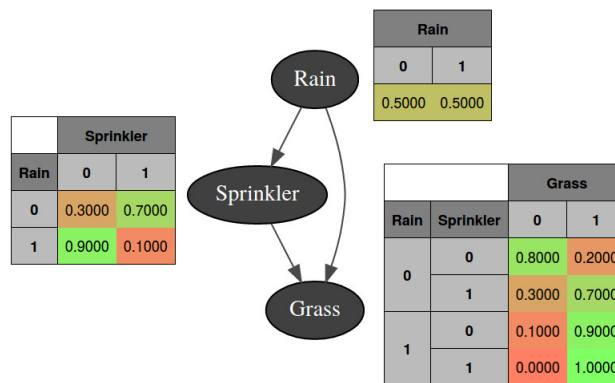 Rain
Rain
0 1
0.5000 0.5000
Sprinkler
Rain 0 1
0 0.3000 0.7000
1 0.9000 0.1000
Sprinkler
Grass
Rain Sprinkler 0 1
0 0 0.8000 0.2000
1 0.3000 0.7000
1 0 0.1000 0.9000
1 0.0000 1.0000
Grass